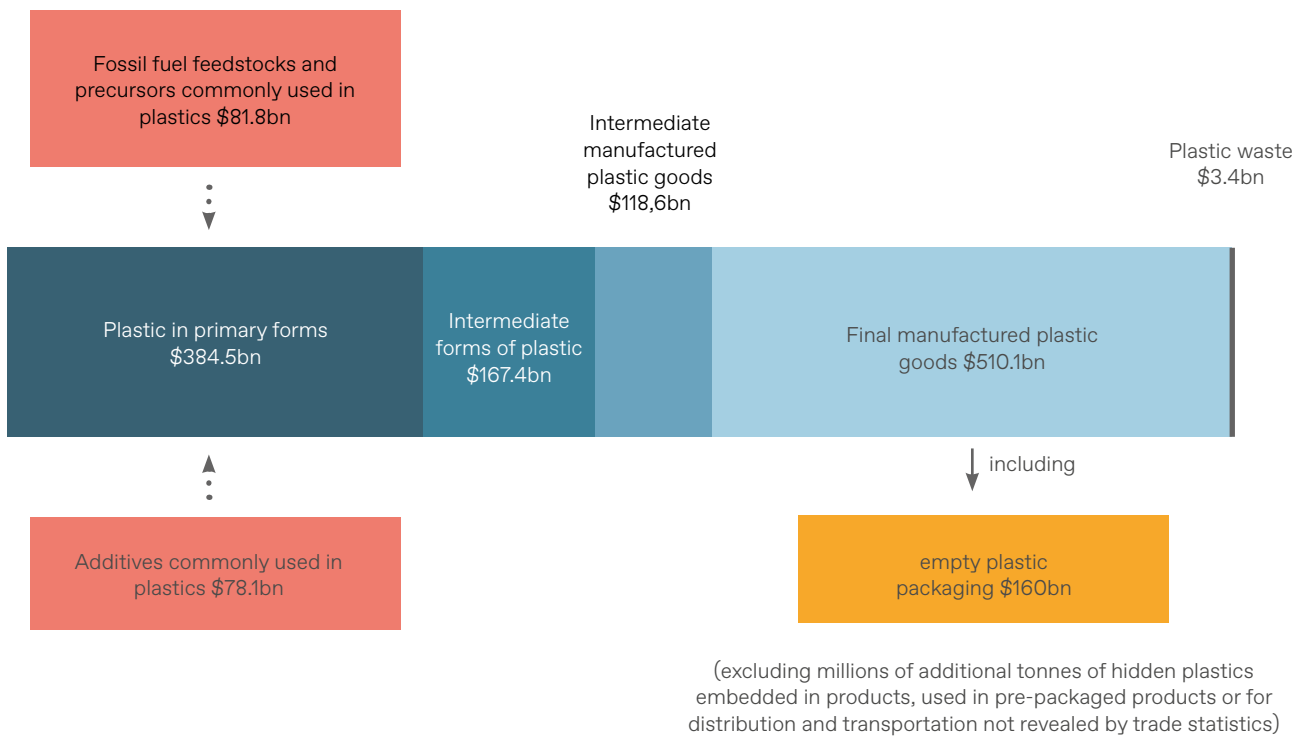 Fossil fuel feedstocks and
precursors commonly used in
plastics $81.8bn
Intermediate
manufactured
plastic goods
$118,6bn
Plastic waste
$3.4bn
Plastic in primary forms
$384.5bn
Intermediate
forms of plastic
$167.4bn
Final manufactured plastic
goods $510.1bn
including
Additives commonly used in
plastics $78.1bn
empty plastic
packaging $160bn
(excluding millions of additional tonnes of hidden plastics
embedded in products, used in pre-packaged products or for
distribution and transportation not revealed by trade statistics)